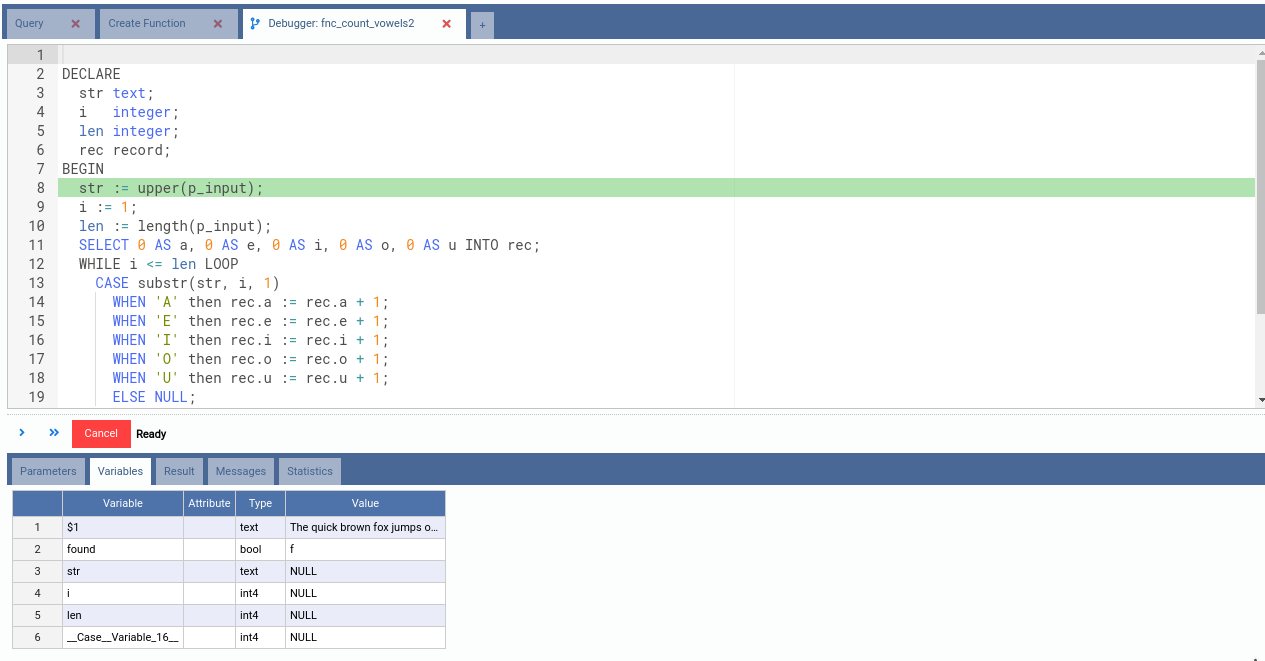 Query Create Function Debugger: fnc_count_vowels2 +
1
2 DECLARE
3   str text;
4   i   integer;
5   len integer;
6   rec record;
7 BEGIN
8   str := upper(p_input);
9   i := 1;
10   len := length(p_input);
11   SELECT 0 AS a, 0 AS e, 0 AS i, 0 AS o, 0 AS u INTO rec;
12   WHILE i <= len LOOP
13     CASE substr(str, i, 1)
14       WHEN 'A' then rec.a := rec.a + 1;
15       WHEN 'E' then rec.e := rec.e + 1;
16       WHEN 'I' then rec.i := rec.i + 1;
17       WHEN 'O' then rec.o := rec.o + 1;
18       WHEN 'U' then rec.u := rec.u + 1;
19       ELSE NULL;
Cancel Ready
Parameters Variables Result Messages Statistics
Variable Attribute Type Value
1 $1 text The quick brown fox jumps o...
2 found bool f
3 str text NULL
4 i int4 NULL
5 len int4 NULL
6 __Case__Variable_16__ int4 NULL